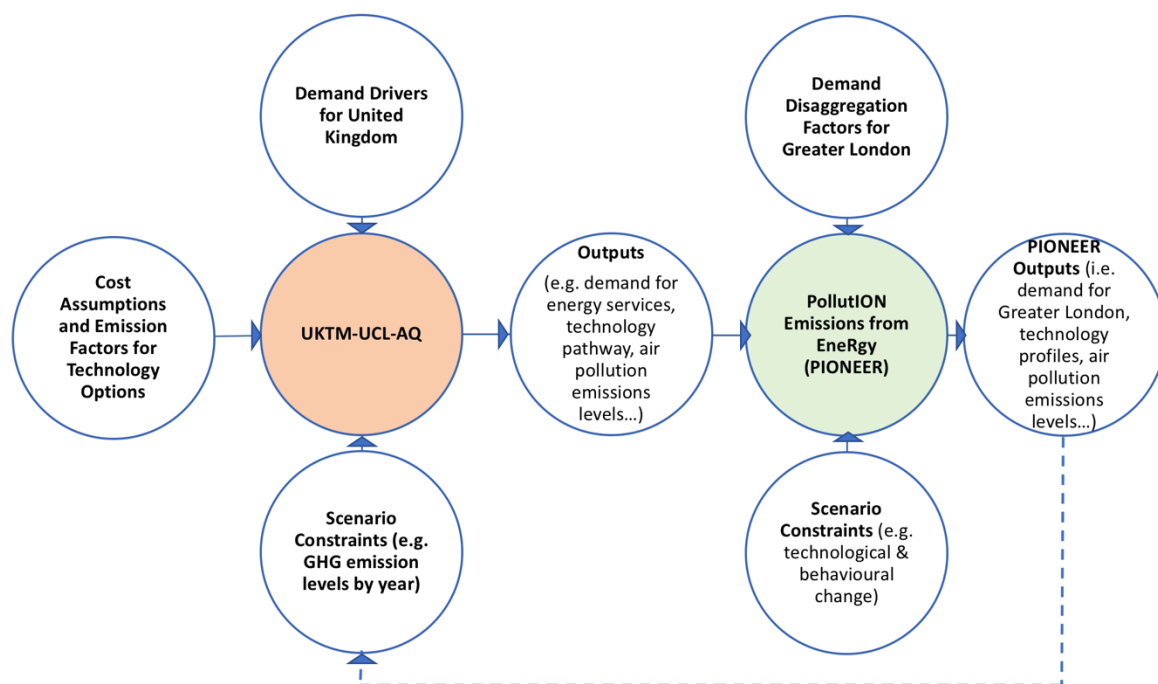 Demand Drivers
for United
Kingdom
Demand
Disaggregation
Factors for
Greater London
Cost
Assumptions
and Emission
Factors for
Technology
Options
UKTM-UCL-AQ
Outputs
(e.g. demand for
energy services,
technology
pathway, air
pollution
emissions
levels…)
PollutION
Emissions from
EneRgy
(PIONEER)
PIONEER
Outputs (i.e.
demand for
Greater London,
technology
profiles, air
pollution
emissions
levels…)
Scenario
Constraints (e.g.
GHG emission
levels by year)
Scenario
Constraints (e.g.
technological &
behavioural
change)